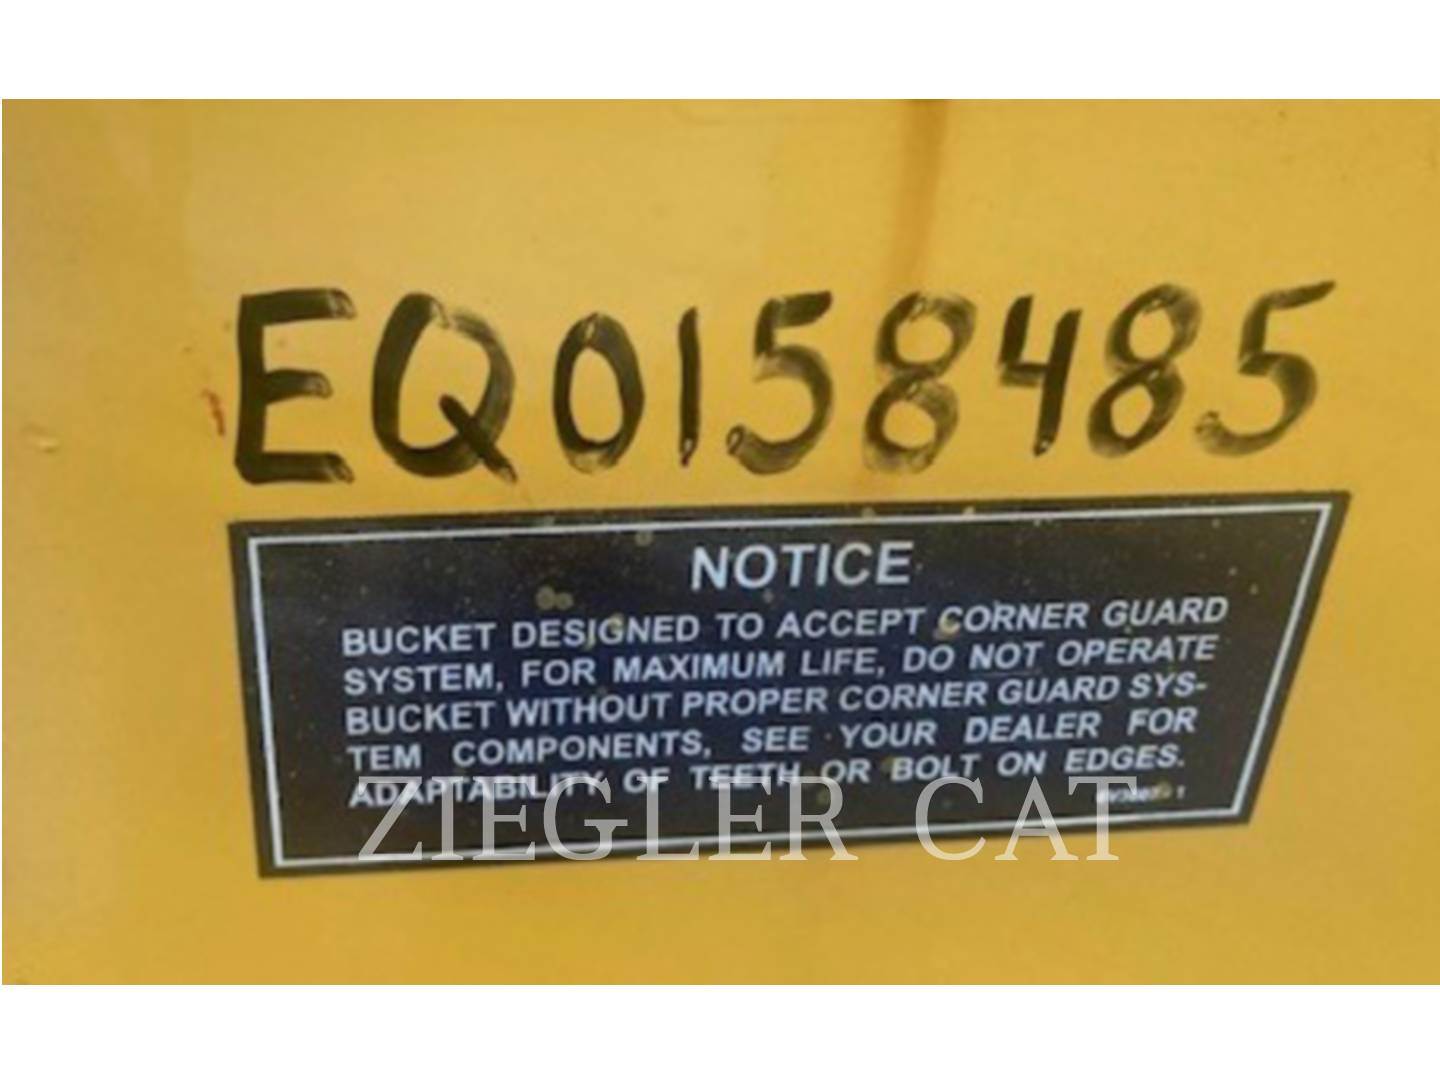 EQ0158485
NOTICE
BUCKET DESIGNED TO ACCEPT CORNER GUARD
SYSTEM, FOR MAXIMUM LIFE, DO NOT OPERATE
BUCKET WITHOUT PROPER CORNER GUARD SYS-
TEM COMPONENTS, SEE YOUR DEALER FOR
ADAPTABILITY OF TEETH OR BOLT ON EDGES.
ZIEGLER CAT